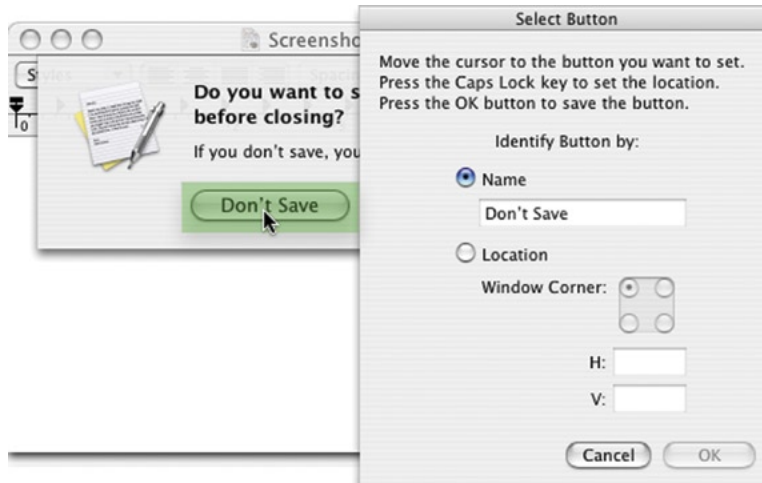 Select Button
Screensho
Move the cursor to the button you want to set.
Press the Caps Lock key to set the location.
Press the OK button to save the button.
Identify Button by:
Name
Don't Save
Location
Window Corner:
H:
V:
Cancel
OK
S
0
Do you want to s
before closing?
If you don't save, you
Don't Save